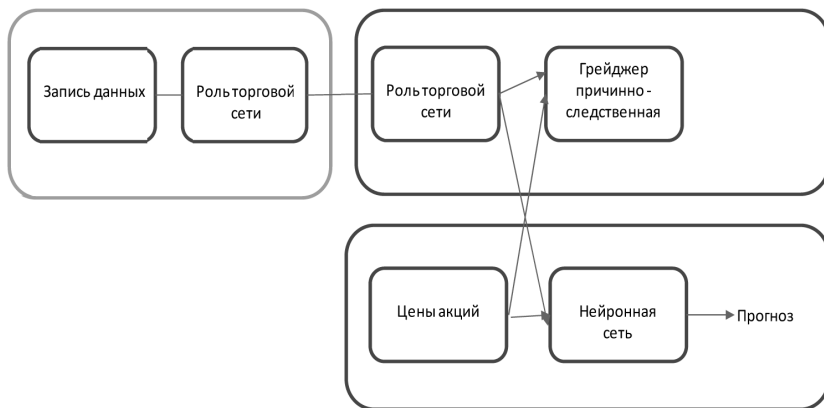 Запись данных
Роль торговой
сети
Роль торговой
сети
Грейджер
причинно-
следственная
Цены акций
Нейронная
сеть
Прогноз